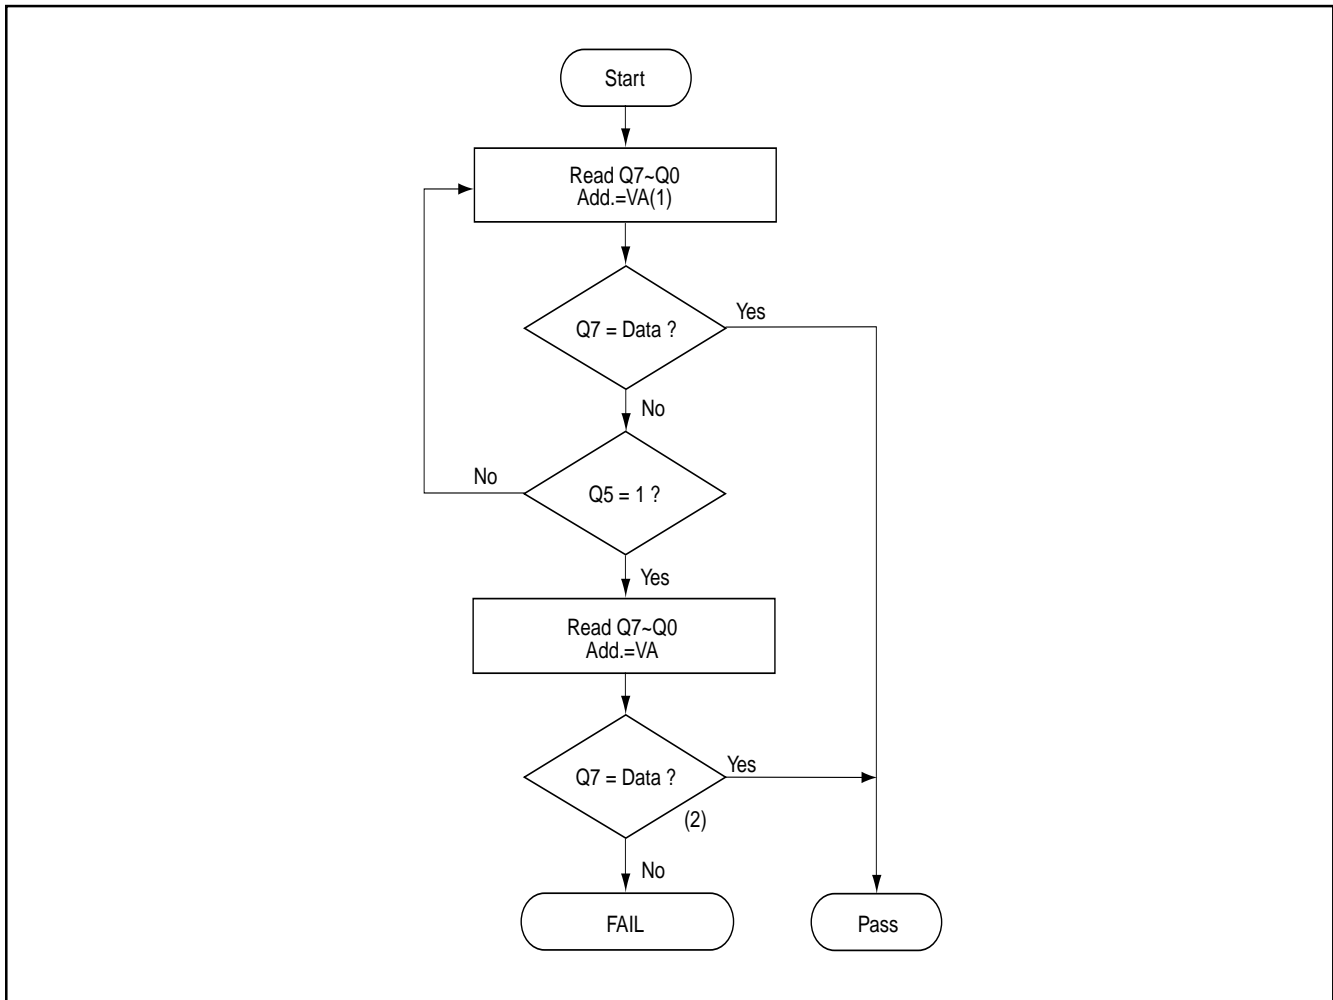 Start
Read Q7~Q0
Add.=VA(1)
Q7 = Data ?
Yes
No
No
Q5 = 1 ?
Yes
Read Q7~Q0
Add.=VA
Q7 = Data ?
Yes
(2)
No
FAIL
Pass